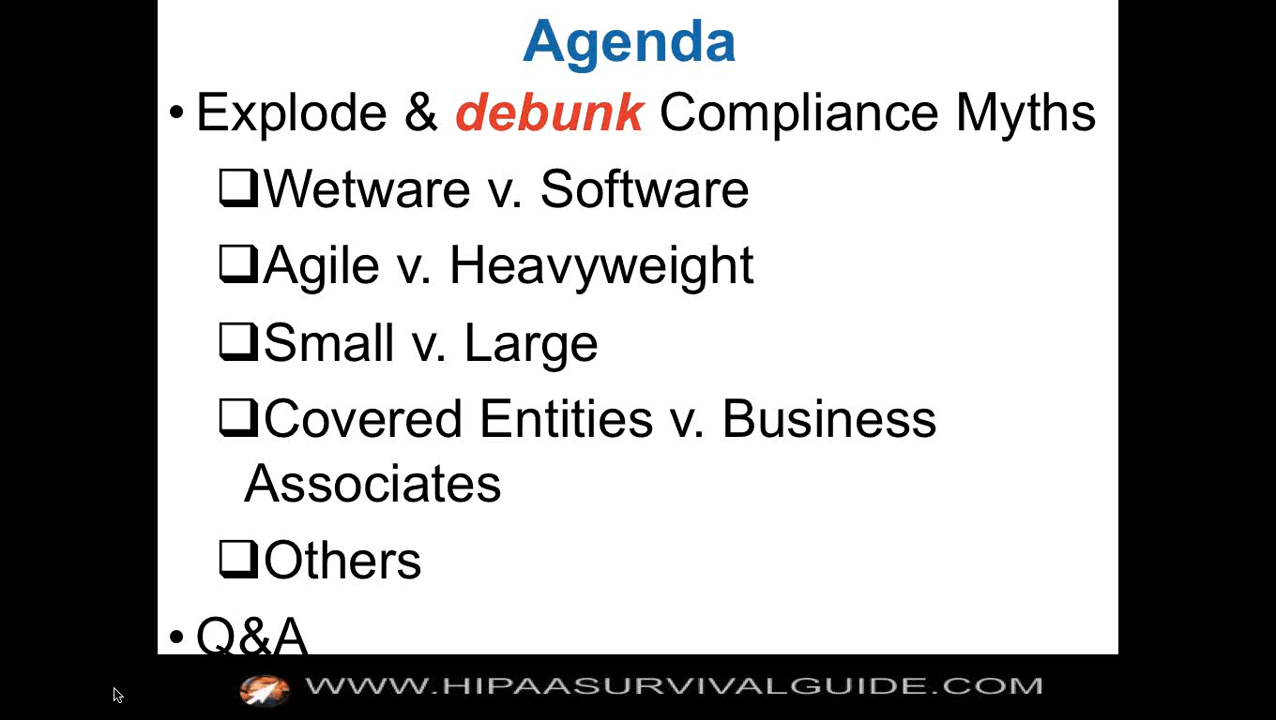 Agenda
• Explode & debunk Compliance Myths
❑Wetware v. Software
❑Agile v. Heavyweight
❑Small v. Large
❑Covered Entities v. Business
Associates
❑Others
• Q&A
WWW.HIPAASURVIVALGUIDE.COM